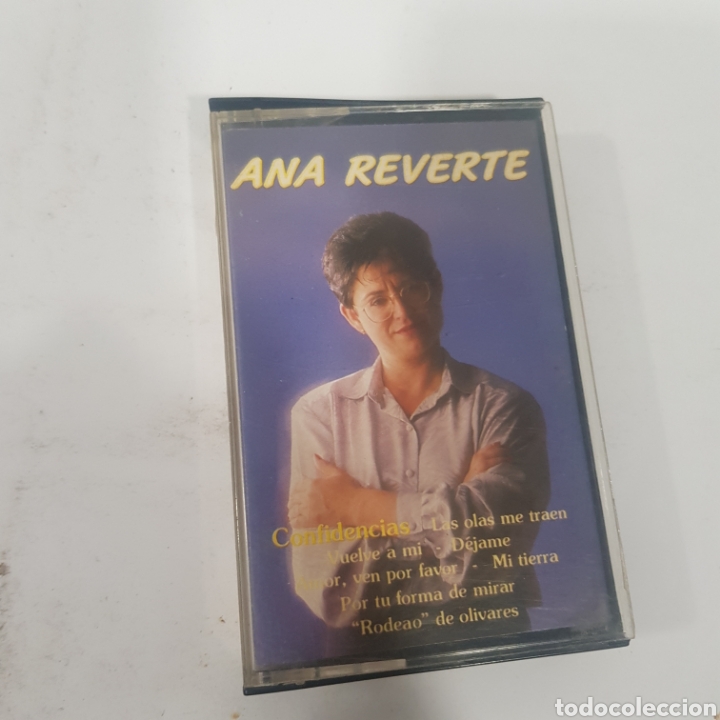 ANA REVERTE
Confidencias - Las olas me traen
Vuelve a mi - Déjame
Amor, ven por favor - Mi tierra
Por tu forma de mirar
"Rodeao" de olivares
todocoleccion